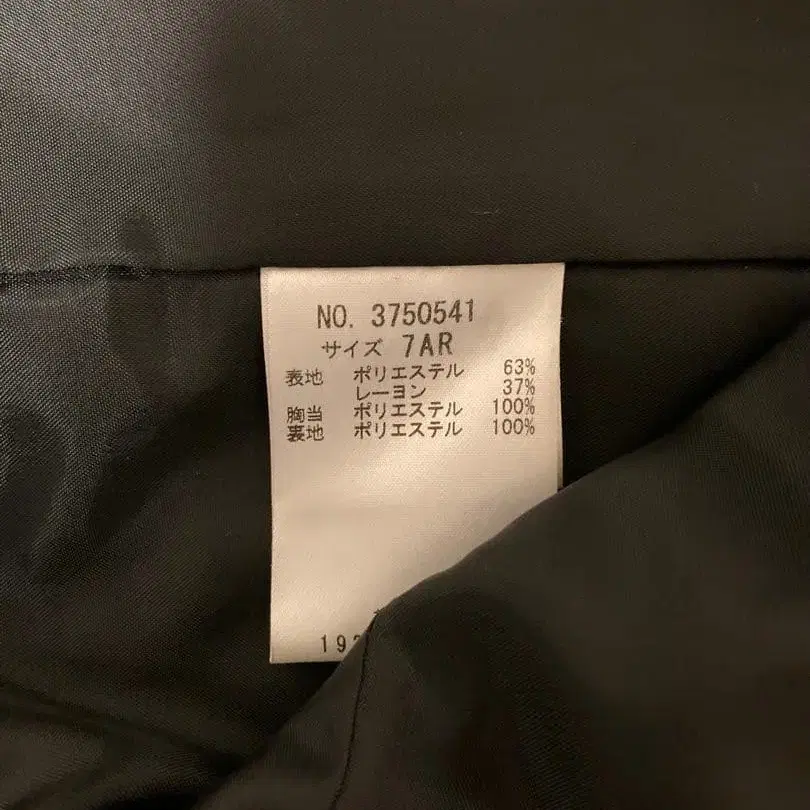 NO. 3750541
サイズ 7AR
表地 ポリエステル 63%
レーヨン 37%
胸当 ポリエステル 100%
裏地 ポリエステル 100%